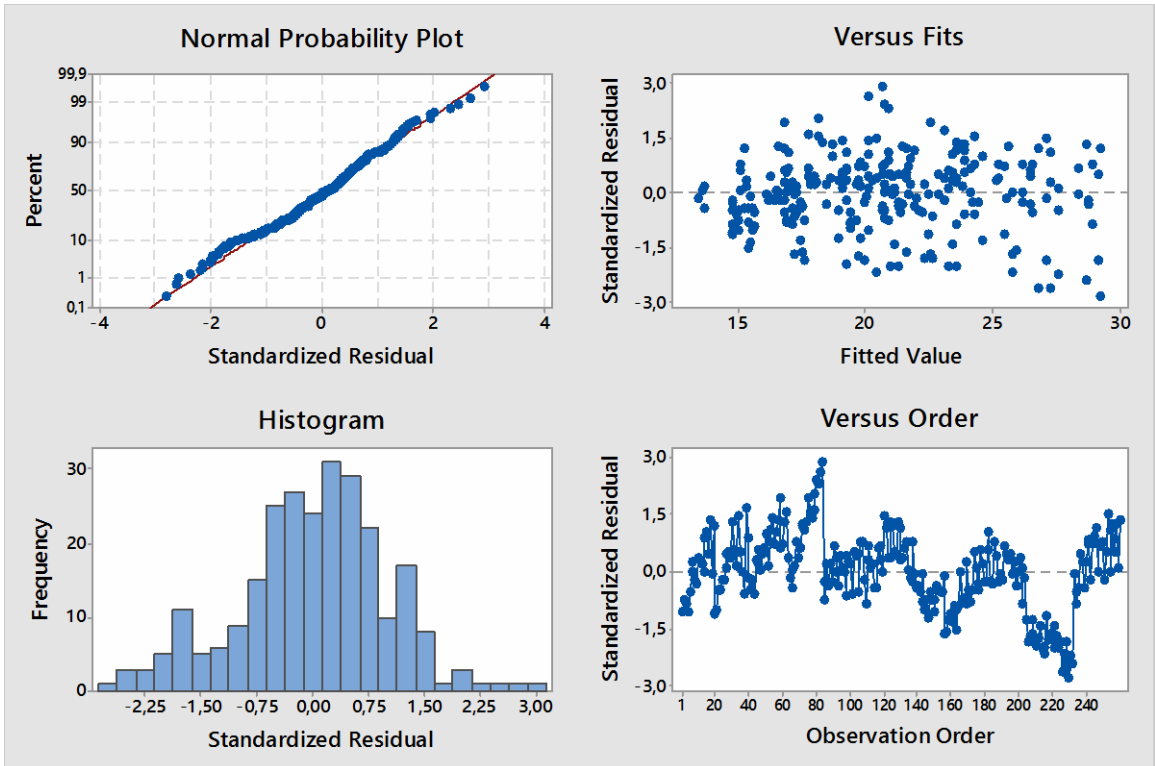 Normal Probability Plot
99,9
99
90
50
10
1
0,1
Percent
-4 -2 0 2 4
Standardized Residual
Versus Fits
3,0
1,5
0,0
-1,5
-3,0
Standardized Residual
15 20 25 30
Fitted Value
Histogram
30
20
10
0
Frequency
-2,25 -1,50 -0,75 0,00 0,75 1,50 2,25 3,00
Standardized Residual
Versus Order
3,0
1,5
0,0
-1,5
-3,0
Standardized Residual
1 20 40 60 80 100 120 140 160 180 200 220 240
Observation Order